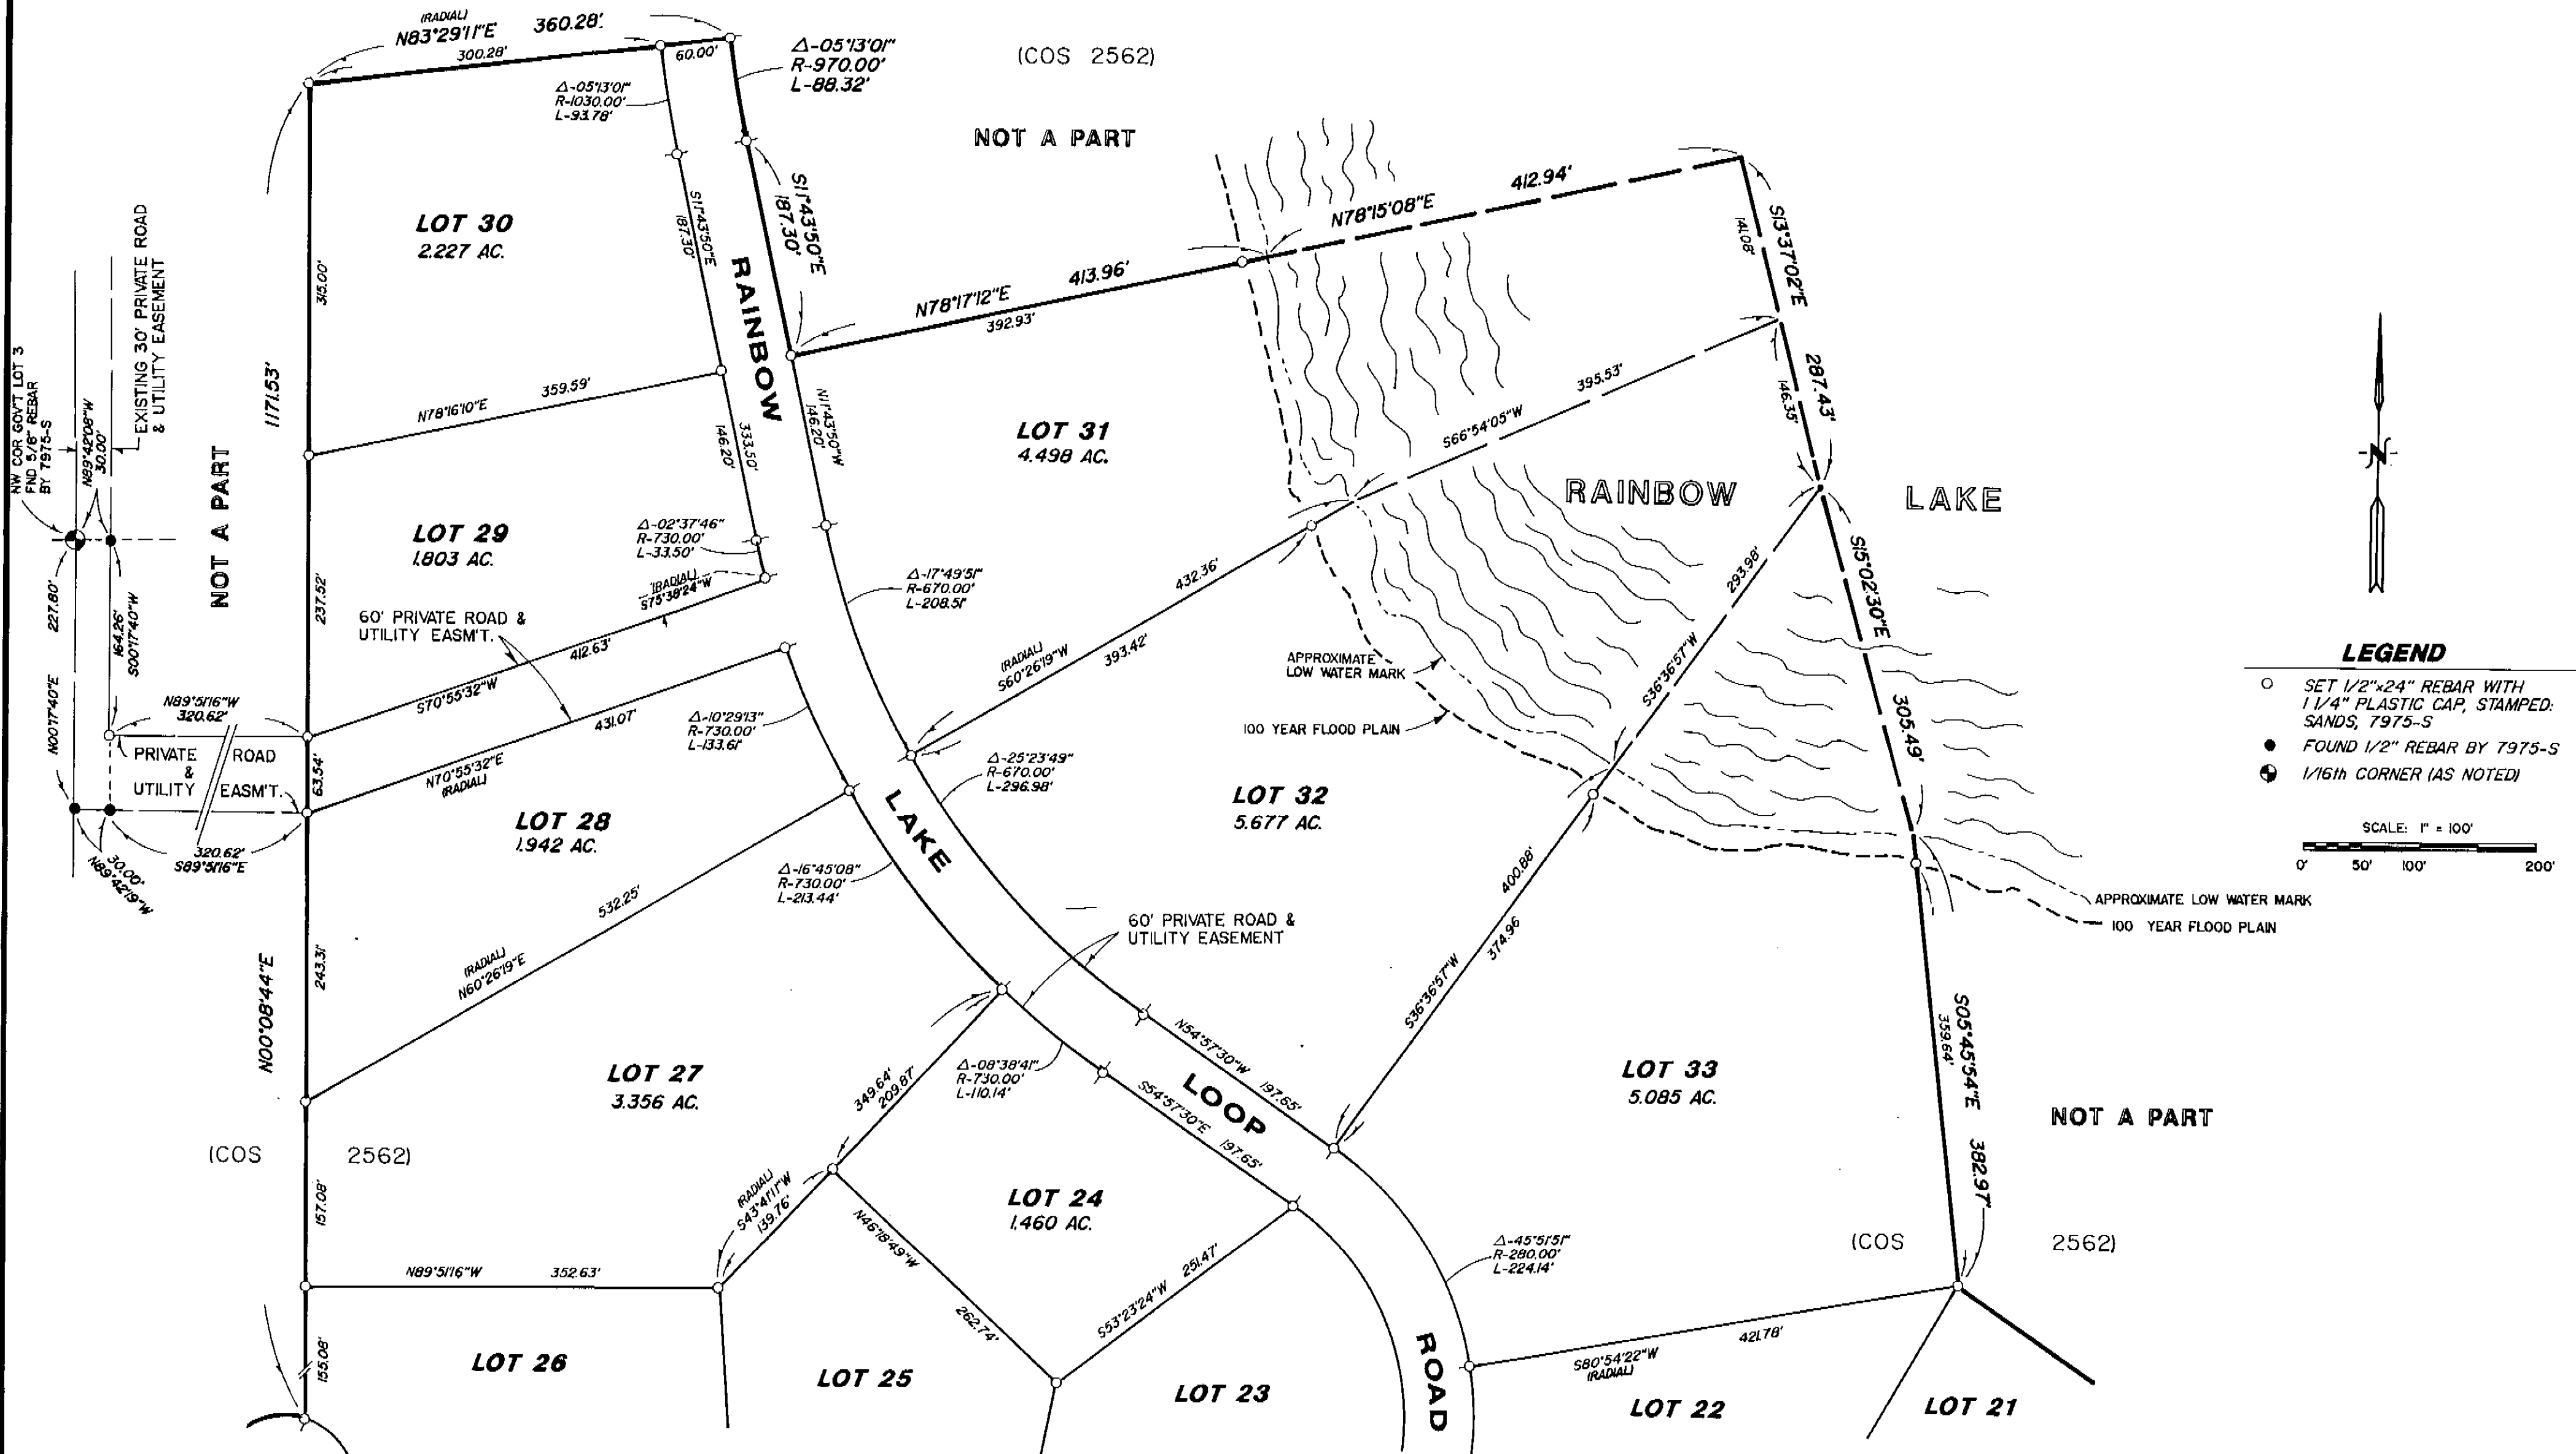 (RADIAL)
N83°29'11"E 360.28'
300.28'
60.00'
Δ-05°13'01"
R-970.00'
L-88.32'
(COS 2562)
NOT A PART
Δ-05°13'01"
R-1030.00'
L-93.78'
S11°43'50"E
187.30'
S11°43'50"E
187.30'
LOT 30
2.227 AC.
315.00'
1171.53'
RAINBOW
N78°15'08"E 412.94'
N78°17'12"E 413.96'
392.93'
S13°37'02"E
141.08'
287.43'
146.35'
EXISTING 30' PRIVATE ROAD
& UTILITY EASEMENT
NW COR GOV'T LOT 3
FND 5/8" REBAR
BY 7975-S
N89°42'08"W
30.00'
NOT A PART
N78°16'10"E 359.59'
333.50'
146.20'
N11°43'50"W
146.20'
LOT 31
4.498 AC.
395.53'
S66°54'05"W
RAINBOW LAKE
LOT 29
1.803 AC.
Δ-02°37'46"
R-730.00'
L-33.50'
(RADIAL)
S75°38'24"W
237.52'
227.80'
164.26'
S00°17'40"W
N00°17'40"E
60' PRIVATE ROAD &
UTILITY EASM'T.
412.63'
S70°55'32"W
Δ-17°49'51"
R-670.00'
L-208.51'
432.36'
(RADIAL)
S60°26'19"W 393.42'
293.98'
S36°36'57"W
S15°02'30"E
305.49'
APPROXIMATE
LOW WATER MARK
100 YEAR FLOOD PLAIN
N
LEGEND
SET 1/2"x24" REBAR WITH
1 1/4" PLASTIC CAP, STAMPED:
SANDS, 7975-S
FOUND 1/2" REBAR BY 7975-S
1/16th CORNER (AS NOTED)
SCALE: 1" = 100'
0' 50' 100' 200'
N89°51'16"W
320.62'
PRIVATE ROAD
&
UTILITY EASM'T.
63.54'
431.07'
N70°55'32"E
(RADIAL)
Δ-10°29'13"
R-730.00'
L-133.61'
320.62'
S89°51'16"E
30.00'
N89°42'19"W
LOT 28
1.942 AC.
LAKE
Δ-25°23'49"
R-670.00'
L-296.98'
LOT 32
5.677 AC.
Δ-16°45'08"
R-730.00'
L-213.44'
532.25'
(RADIAL)
N60°26'19"E
243.31'
N00°08'44"E
60' PRIVATE ROAD &
UTILITY EASEMENT
400.88'
S36°36'57"W 374.96
APPROXIMATE LOW WATER MARK
100 YEAR FLOOD PLAIN
S05°45'54"E 382.97'
359.64'
LOT 27
3.356 AC.
349.64'
209.87'
Δ-08°38'41"
R-730.00'
L-110.14'
N54°57'30"W 197.65'
LOOP
S54°57'30"E 197.65'
LOT 33
5.085 AC.
NOT A PART
(COS 2562)
157.08'
(RADIAL)
S43°41'11"W
139.76'
LOT 24
1.460 AC.
N46°18'49"W
262.74'
S53°23'24"W 251.47'
Δ-45°51'51"
R-280.00'
L-224.14'
(COS 2562)
N89°51'16"W 352.63'
155.08'
LOT 26
LOT 25
LOT 23
ROAD
S80°54'22"W 421.78'
(RADIAL)
LOT 22
LOT 21